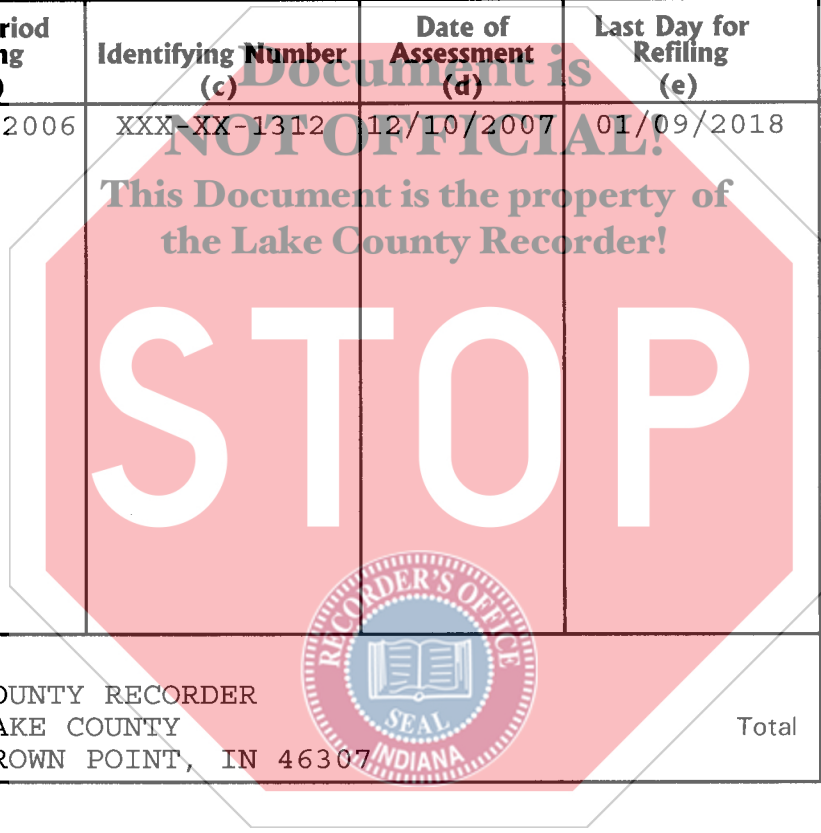 riod
ng
)
Identifying Number
(c)
Date of
Assessment
(d)
Last Day for
Refiling
(e)
2006 XXX-XX-1312 12/10/2007 01/09/2018
Document is
NOT OFFICIAL!
This Document is the property of
the Lake County Recorder!
STOP
RECORDER'S OFFICE
SEAL
INDIANA
OUNTY RECORDER
AKE COUNTY
ROWN POINT, IN 46307
Total